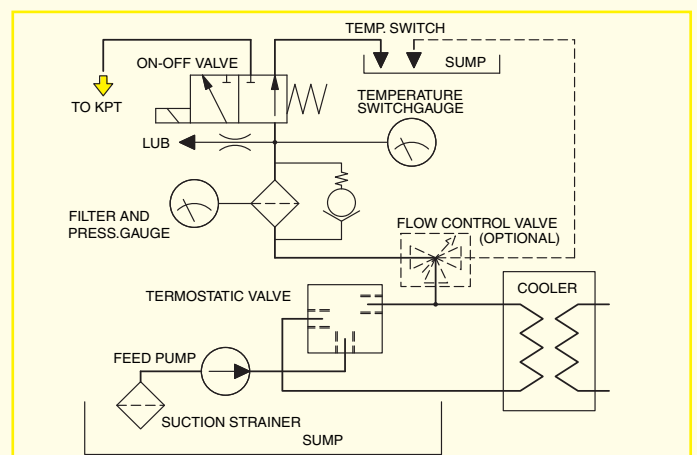 TEMP. SWITCH
ON-OFF VALVE
SUMP
TO KPT
TEMPERATURE
SWITCHGAUGE
LUB
FILTER AND
PRESS.GAUGE
FLOW CONTROL VALVE
(OPTIONAL)
TERMOSTATIC VALVE
COOLER
FEED PUMP
SUCTION STRAINER
SUMP